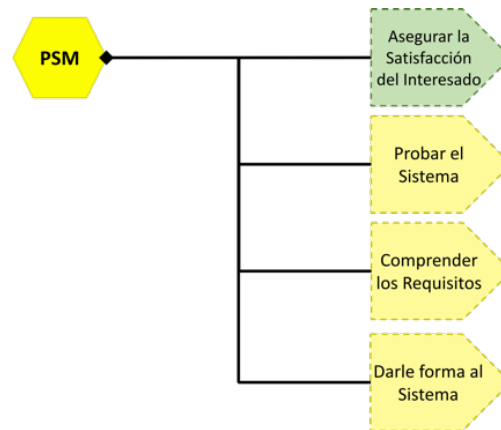 PSM
Asegurar la
Satisfacción
del Interesado
Probar el
Sistema
Comprender
los Requisitos
Darle forma al
Sistema